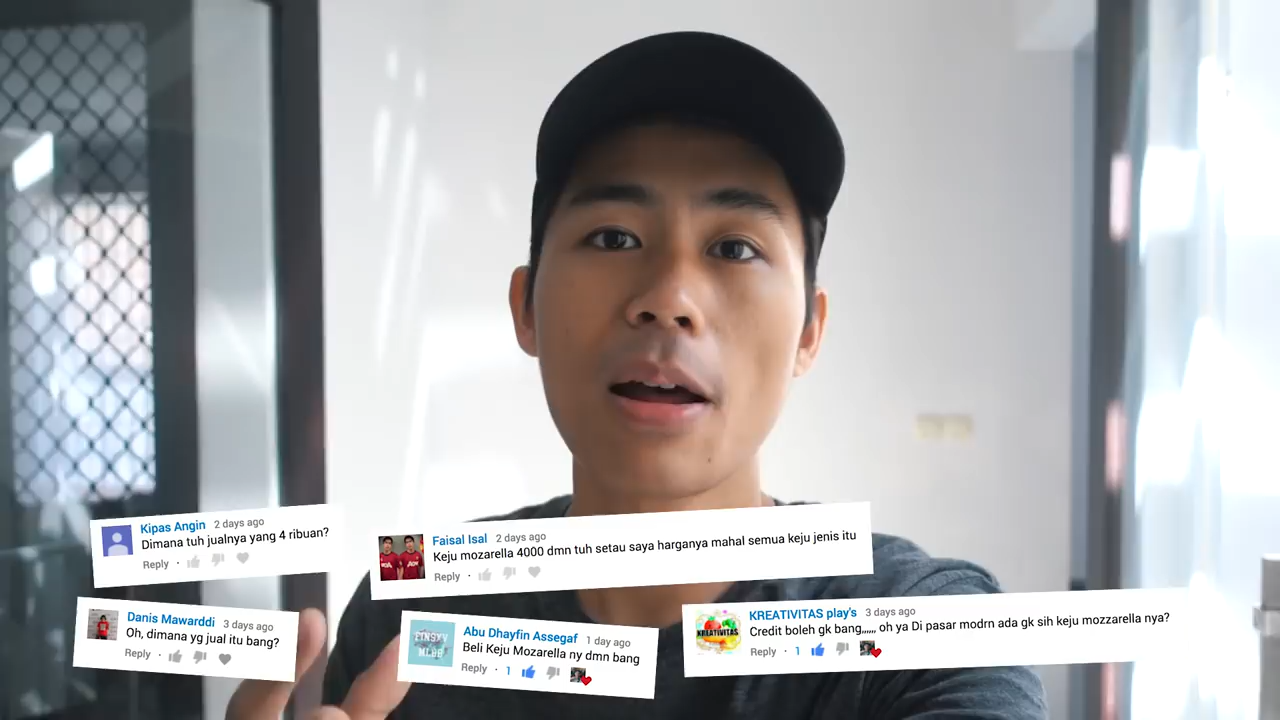 Kipas Angin 2 days ago
Dimana tuh jualnya yang 4 ribuan?
Reply
Faisal Isal 2 days ago
Keju mozarella 4000 dmn tuh setau saya harganya mahal semua keju jenis itu
Reply
Danis Mawarddi 3 days ago
Oh, dimana yg jual itu bang?
Reply
Abu Dhayfin Assegaf 1 day ago
Beli Keju Mozarella ny dmn bang
Reply · 1
KREATIVITAS
KREATIVITAS play's 3 days ago
Credit boleh gk bang,,,,,, oh ya Di pasar modrn ada gk sih keju mozzarella nya?
Reply · 1